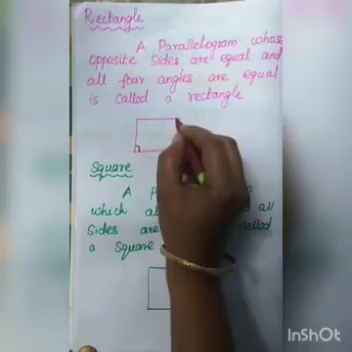 Rectangle
A Parallelogram whose
opposite sides are equal and
all four angles are equal
is called a rectangle
Square
A
which all
sides are called
a Square
InShOt